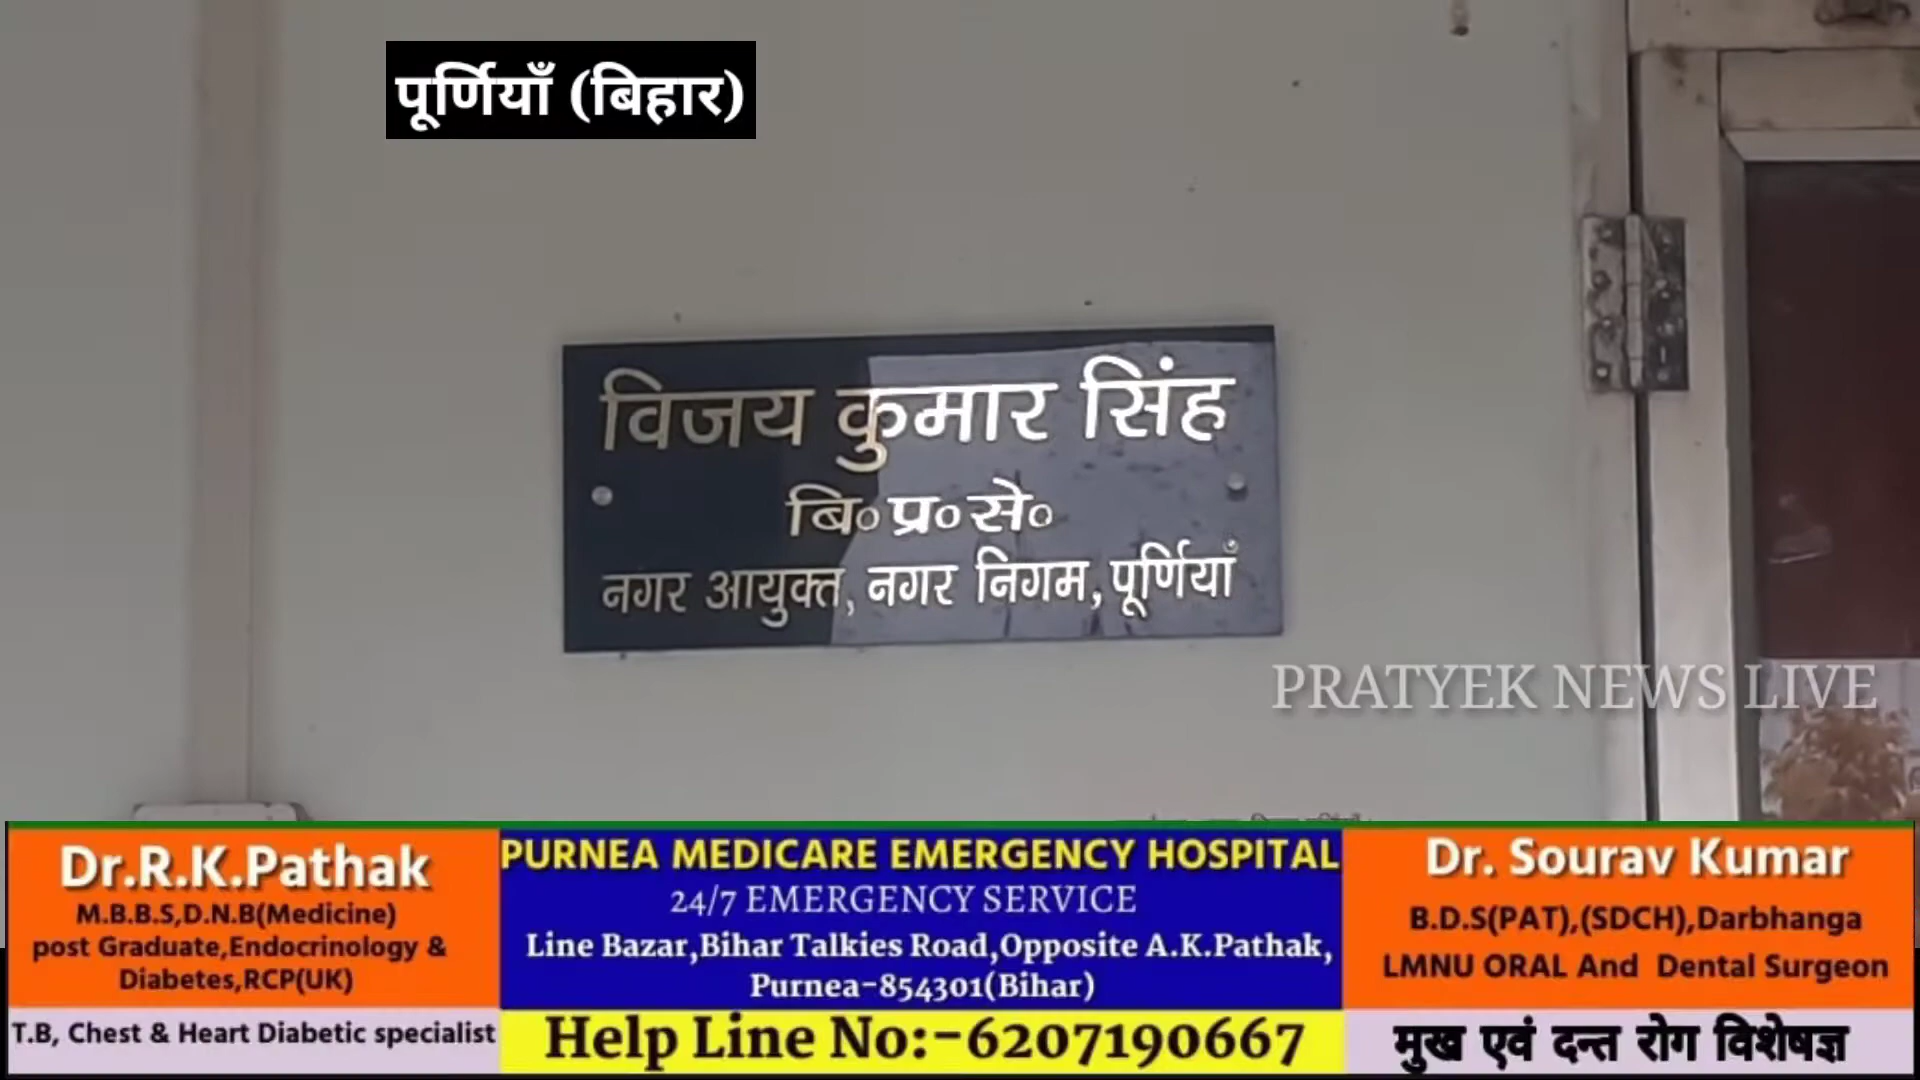 पूर्णियाँ (बिहार)
विजय कुमार सिंह
बि॰ प्र॰ से॰
नगर आयुक्त, नगर निगम, पूर्णियाँ
PRATYEK NEWS LIVE
Dr.R.K.Pathak
M.B.B.S,D.N.B(Medicine)
post Graduate,Endocrinology &
Diabetes,RCP(UK)
T.B, Chest & Heart Diabetic specialist
PURNEA MEDICARE EMERGENCY HOSPITAL
24/7 EMERGENCY SERVICE
Line Bazar,Bihar Talkies Road,Opposite A.K.Pathak,
Purnea-854301(Bihar)
Help Line No:-6207190667
Dr. Sourav Kumar
B.D.S(PAT),(SDCH),Darbhanga
LMNU ORAL And Dental Surgeon
मुख एवं दन्त रोग विशेषज्ञ